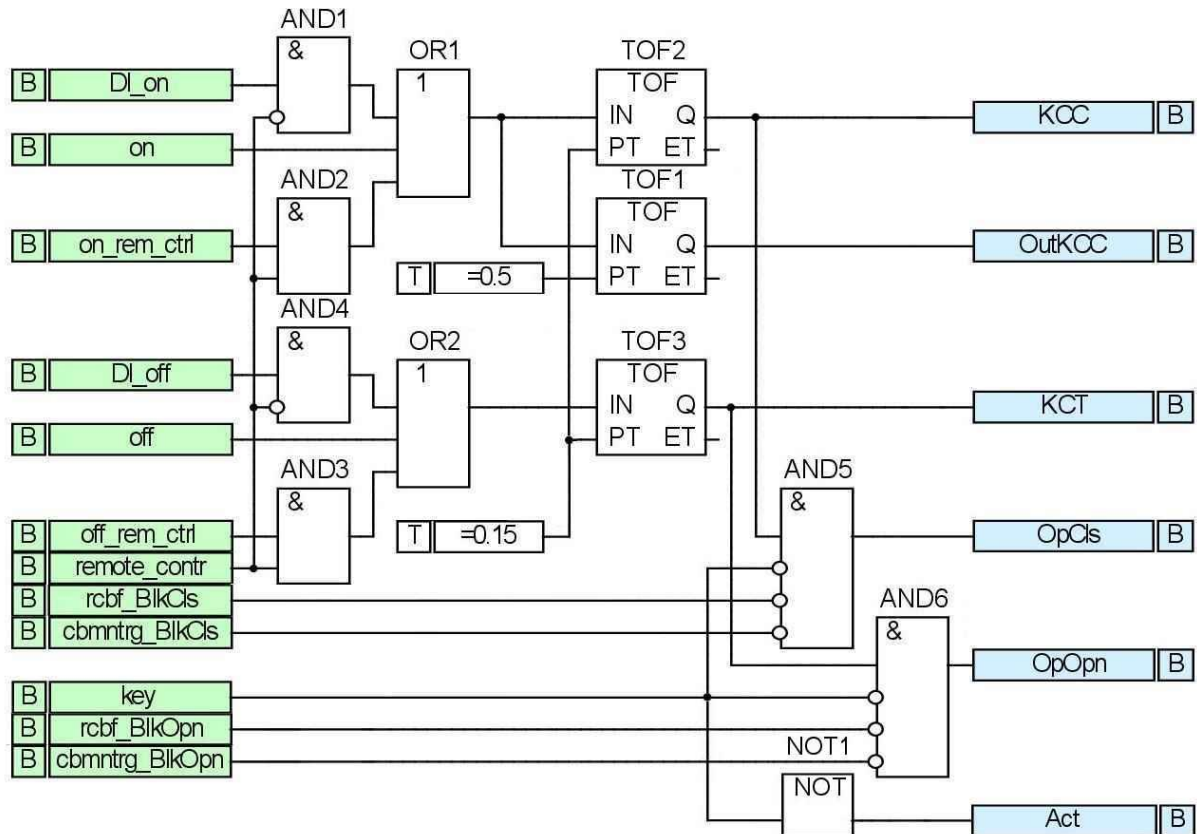 AND1
&
OR1
TOF2
B DI_on
1
TOF
IN Q
KCC B
B on
PT ET
AND2
TOF1
&
TOF
B on_rem_ctrl
IN Q
OutKCC B
T =0.5
PT ET
AND4
&
OR2
TOF3
B DI_off
1
TOF
IN Q
KCT B
B off
PT ET
AND3
AND5
&
&
B off_rem_ctrl
T =0.15
OpCls B
B remote_contr
B rcbf_BlkCls
AND6
B cbmntrg_BlkCls
&
OpOpn B
B key
B rcbf_BlkOpn
NOT1
B cbmntrg_BlkOpn
NOT
Act B